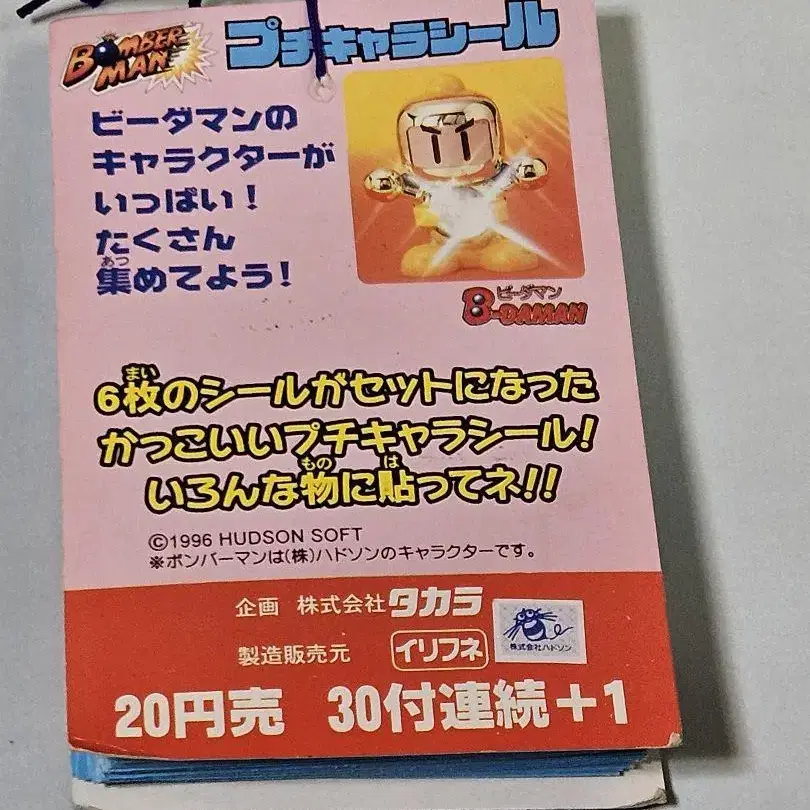 BOMBER MAN
プチキャラシール
ビーダマンの
キャラクターが
いっぱい！
たくさん
あつ
集めてよう！
ビーダマン
B-DAMAN
まい
6枚のシールがセットになった
かっこいいプチキャラシール！
もの は
いろんな物に貼ってネ!!
©1996 HUDSON SOFT
※ボンバーマンは(株)ハドソンのキャラクターです。
企画 株式会社タカラ
製造販売元 イリフネ
株式会社ハドソン
20円売 30付連続＋1